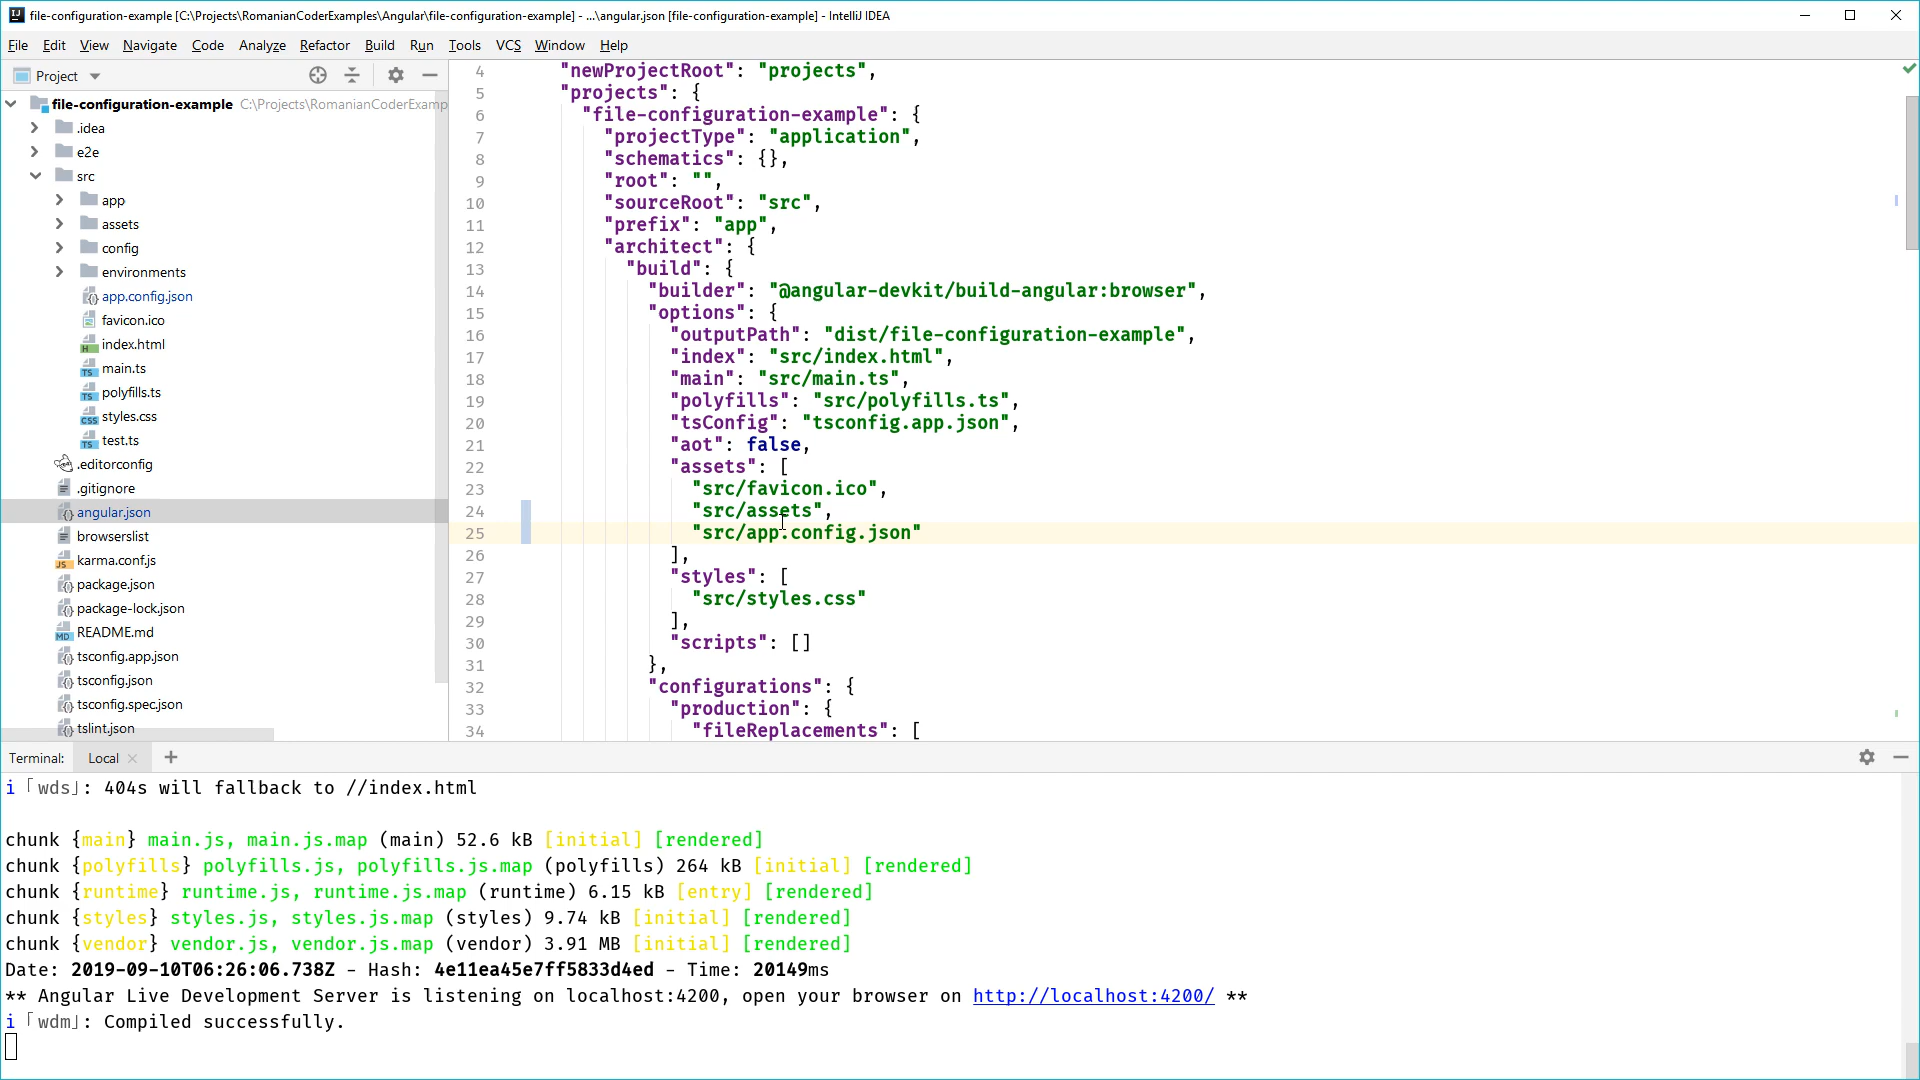 file-configuration-example [C:\Projects\RomanianCoderExamples\Angular\file-configuration-example] - ...\angular.json [file-configuration-example] - IntelliJ IDEA
File Edit View Navigate Code Analyze Refactor Build Run Tools VCS Window Help
Project
file-configuration-example C:\Projects\RomanianCoderExamp
.idea
e2e
src
app
assets
config
environments
app.config.json
favicon.ico
index.html
main.ts
polyfills.ts
styles.css
test.ts
.editorconfig
.gitignore
angular.json
browserslist
karma.conf.js
package.json
package-lock.json
README.md
tsconfig.app.json
tsconfig.json
tsconfig.spec.json
tslint.json
4 "newProjectRoot": "projects",
5 "projects": {
6 "file-configuration-example": {
7 "projectType": "application",
8 "schematics": {},
9 "root": "",
10 "sourceRoot": "src",
11 "prefix": "app",
12 "architect": {
13 "build": {
14 "builder": "@angular-devkit/build-angular:browser",
15 "options": {
16 "outputPath": "dist/file-configuration-example",
17 "index": "src/index.html",
18 "main": "src/main.ts",
19 "polyfills": "src/polyfills.ts",
20 "tsConfig": "tsconfig.app.json",
21 "aot": false,
22 "assets": [
23 "src/favicon.ico",
24 "src/assets",
25 "src/app.config.json"
26 ],
27 "styles": [
28 "src/styles.css"
29 ],
30 "scripts": []
31 },
32 "configurations": {
33 "production": {
34 "fileReplacements": [
Terminal: Local
i ｢wds｣: 404s will fallback to //index.html
chunk {main} main.js, main.js.map (main) 52.6 kB [initial] [rendered]
chunk {polyfills} polyfills.js, polyfills.js.map (polyfills) 264 kB [initial] [rendered]
chunk {runtime} runtime.js, runtime.js.map (runtime) 6.15 kB [entry] [rendered]
chunk {styles} styles.js, styles.js.map (styles) 9.74 kB [initial] [rendered]
chunk {vendor} vendor.js, vendor.js.map (vendor) 3.91 MB [initial] [rendered]
Date: 2019-09-10T06:26:06.738Z - Hash: 4e11ea45e7ff5833d4ed - Time: 20149ms
** Angular Live Development Server is listening on localhost:4200, open your browser on http://localhost:4200/ **
i ｢wdm｣: Compiled successfully.